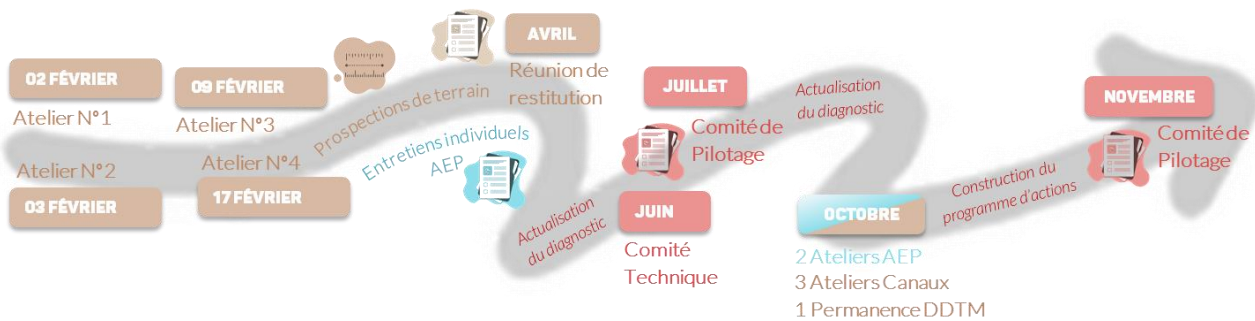 02 FÉVRIER
Atelier N°1
Atelier N°2
03 FÉVRIER
09 FÉVRIER
Atelier N°3
Atelier N°4
17 FÉVRIER
Prospections de terrain
AVRIL
Réunion de
restitution
Entretiens individuels
AEP
Actualisation
du diagnostic
JUIN
Comité
Technique
JUILLET
Comité de
Pilotage
Actualisation
du diagnostic
OCTOBRE
2 Ateliers AEP
3 Ateliers Canaux
1 Permanence DDTM
Construction du
programme d'actions
NOVEMBRE
Comité de
Pilotage